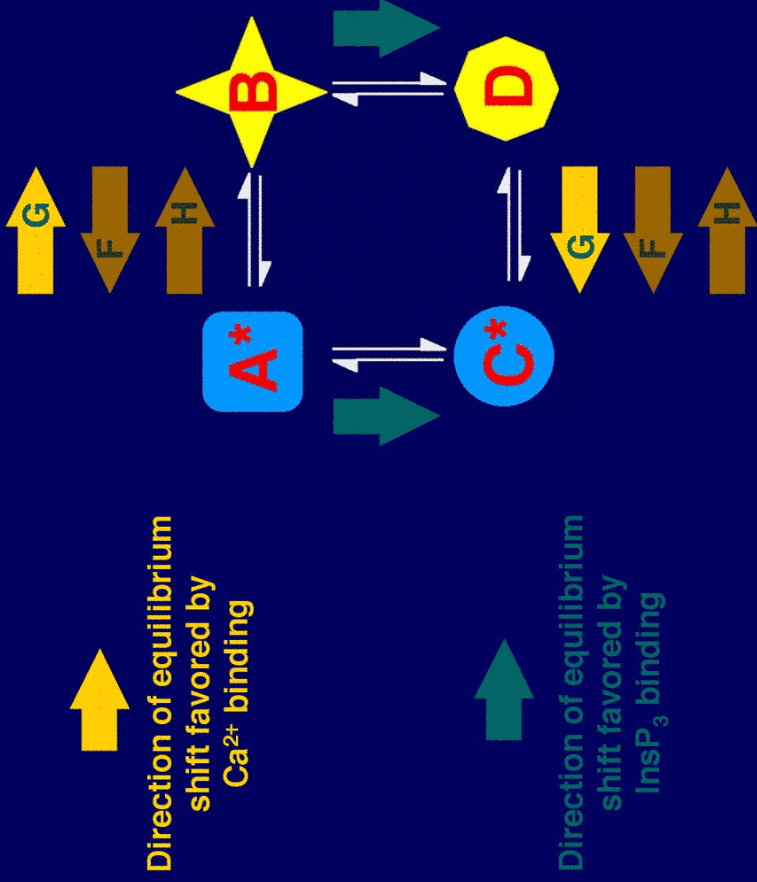 Direction of equilibrium
shift favored by
Ca²⁺ binding
Direction of equilibrium
shift favored by
InsP₃ binding
G
F
H
A* B
C* D
G
F
H